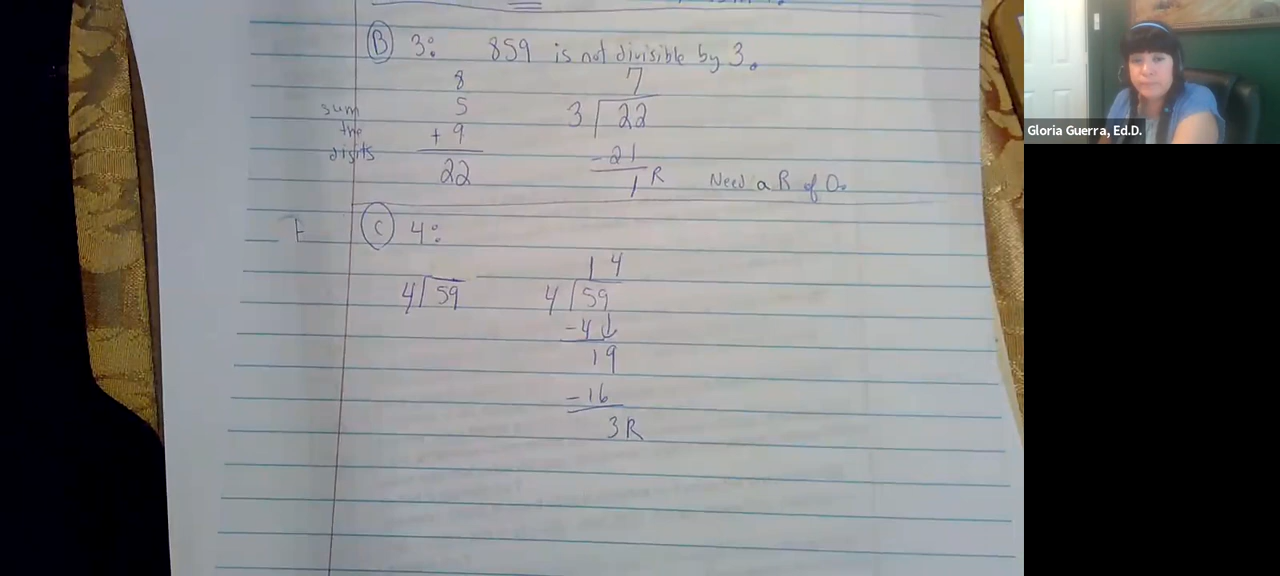 B 3: 859 is not divisible by 3.
8
5
+ 9
22
sum
the
digits
7
3 22
- 21
1 R
Need a R of 0.
C 4:
4 59
1 4
4 59
- 4 ↓
19
- 16
3 R
Gloria Guerra, Ed.D.